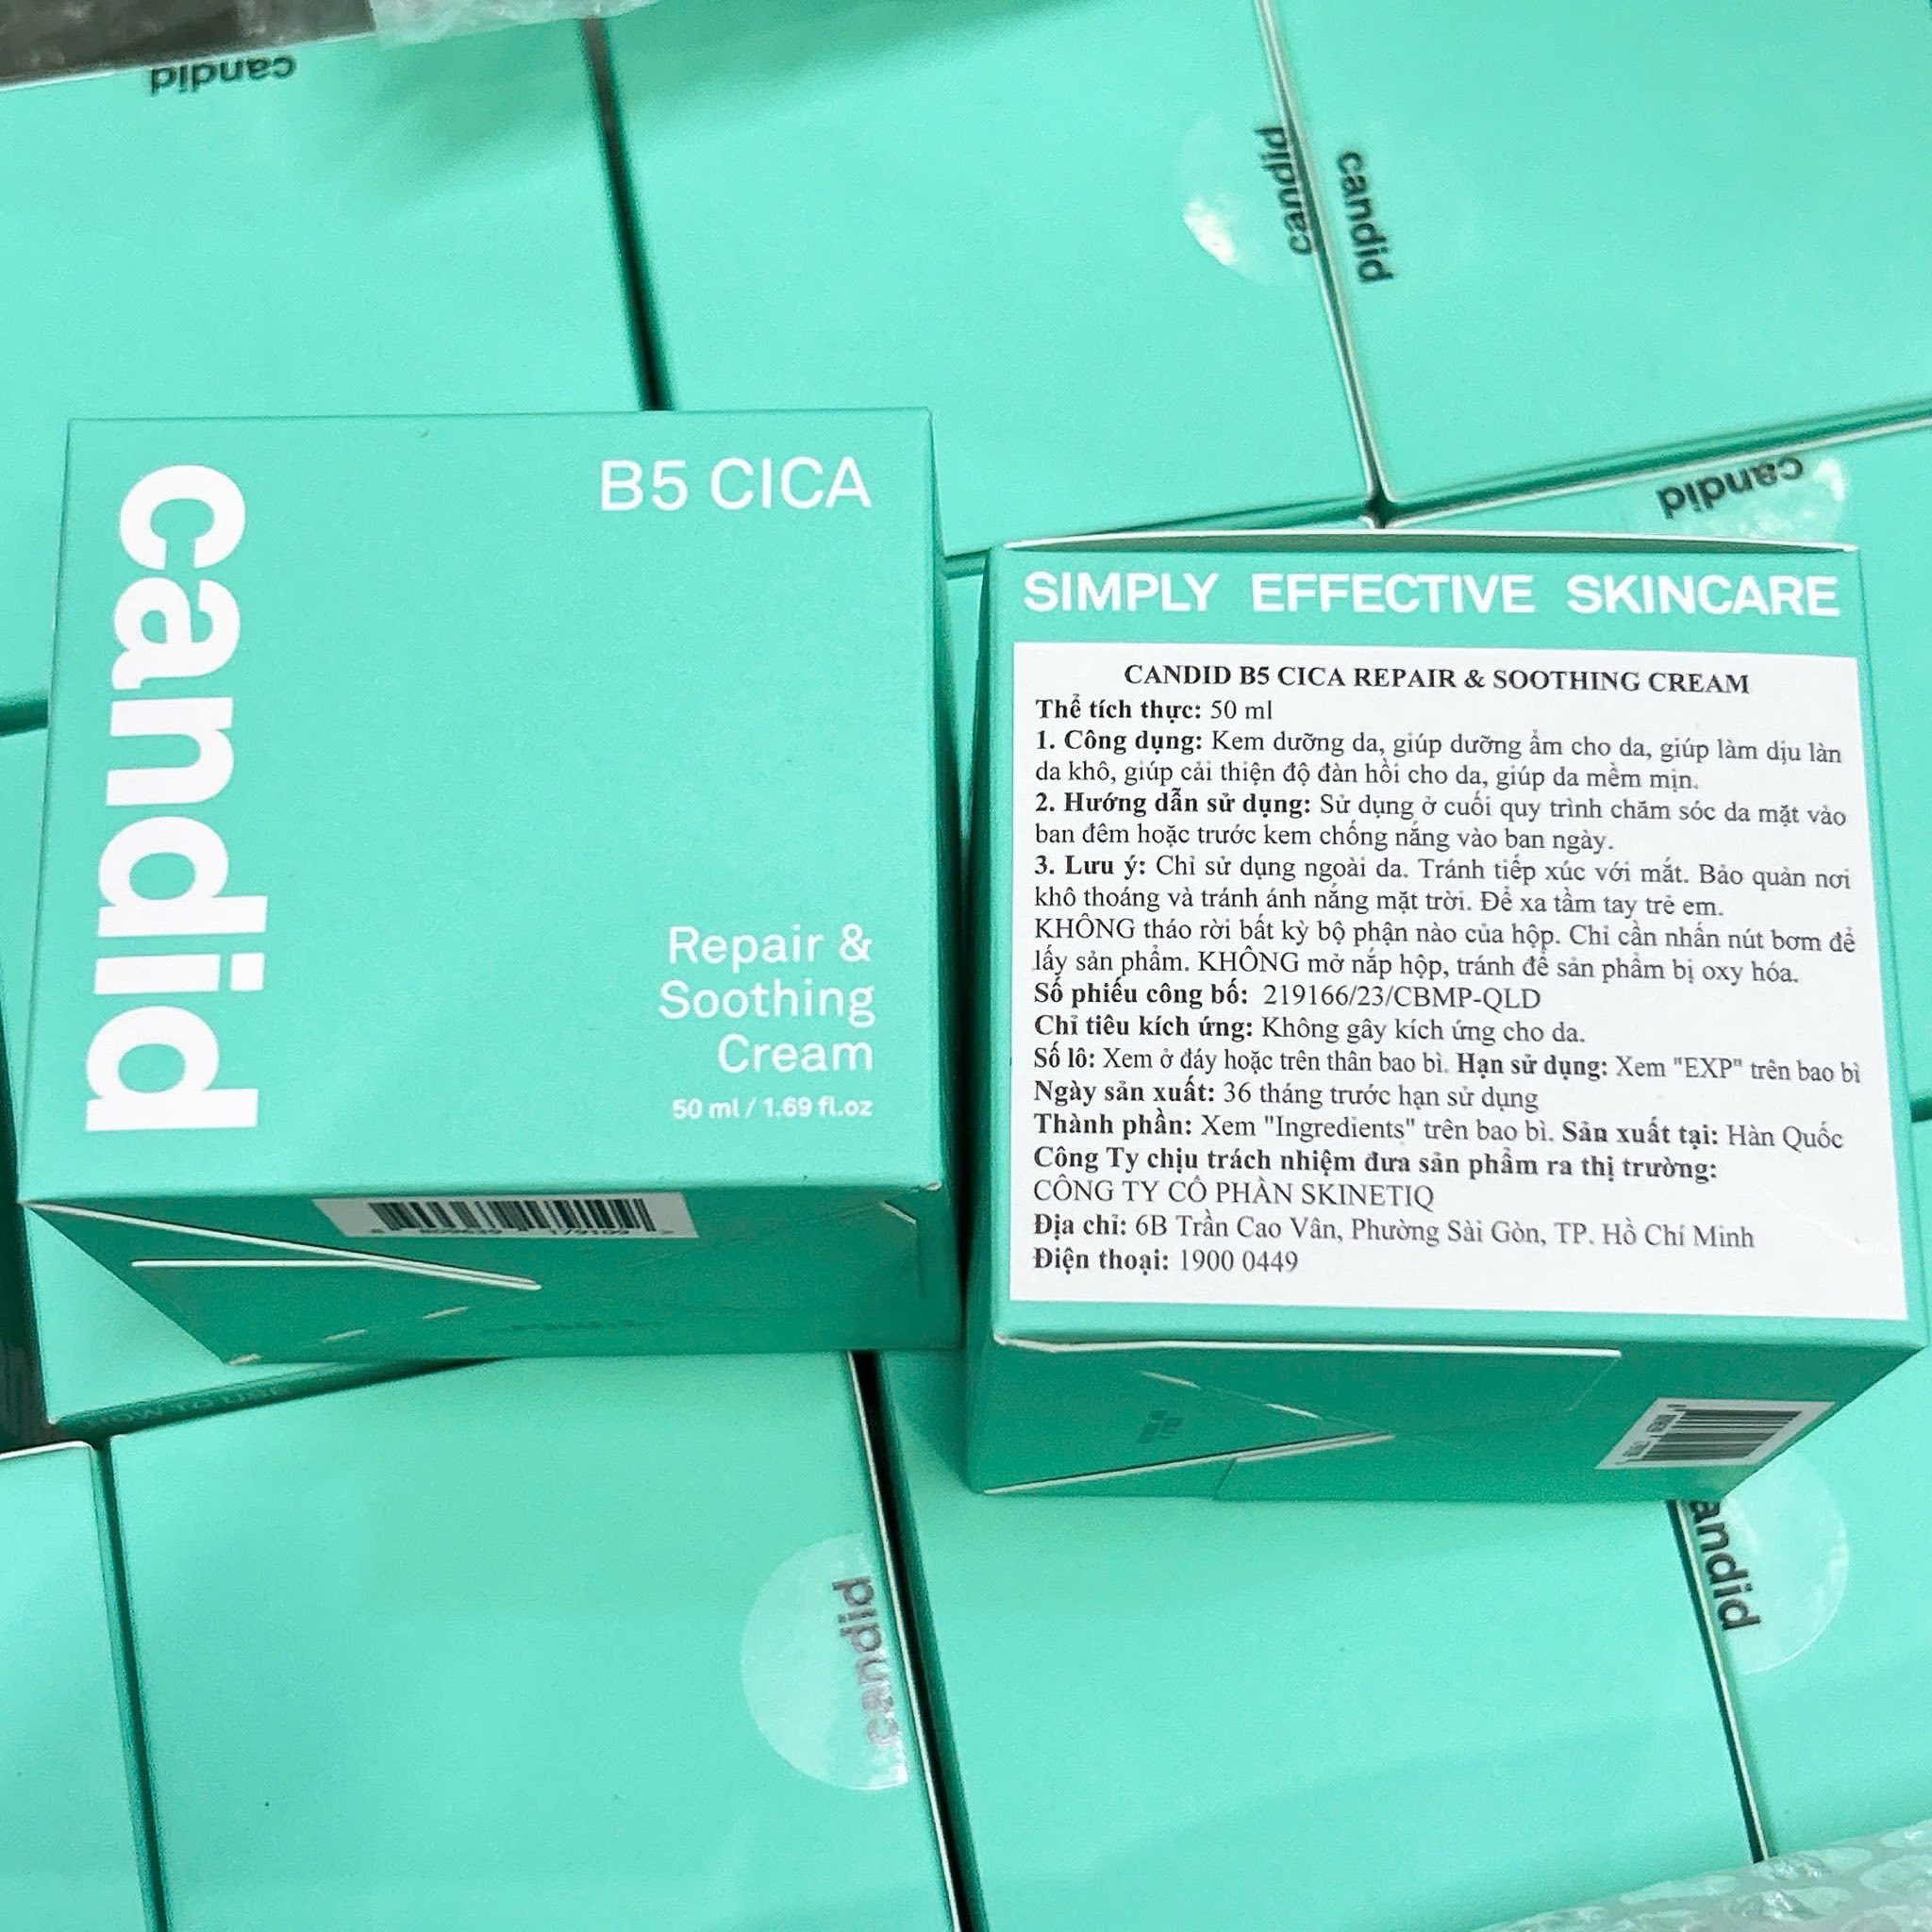 candid
candid
candid
candid
candid
B5 CICA
Repair &
Soothing
Cream
50 ml / 1.69 fl.oz
SIMPLY EFFECTIVE SKINCARE
CANDID B5 CICA REPAIR & SOOTHING CREAM
Thể tích thực: 50 ml
1. Công dụng: Kem dưỡng da, giúp dưỡng ẩm cho da, giúp làm dịu làn
da khô, giúp cải thiện độ đàn hồi cho da, giúp da mềm mịn.
2. Hướng dẫn sử dụng: Sử dụng ở cuối quy trình chăm sóc da mặt vào
ban đêm hoặc trước kem chống nắng vào ban ngày.
3. Lưu ý: Chỉ sử dụng ngoài da. Tránh tiếp xúc với mắt. Bảo quản nơi
khô thoáng và tránh ánh nắng mặt trời. Để xa tầm tay trẻ em.
KHÔNG tháo rời bất kỳ bộ phận nào của hộp. Chỉ cần nhấn nút bơm để
lấy sản phẩm. KHÔNG mở nắp hộp, tránh để sản phẩm bị oxy hóa.
Số phiếu công bố: 219166/23/CBMP-QLD
Chỉ tiêu kích ứng: Không gây kích ứng cho da.
Số lô: Xem ở đáy hoặc trên thân bao bì. Hạn sử dụng: Xem "EXP" trên bao bì
Ngày sản xuất: 36 tháng trước hạn sử dụng
Thành phần: Xem "Ingredients" trên bao bì. Sản xuất tại: Hàn Quốc
Công Ty chịu trách nhiệm đưa sản phẩm ra thị trường:
CÔNG TY CỔ PHẦN SKINETIQ
Địa chỉ: 6B Trần Cao Vân, Phường Sài Gòn, TP. Hồ Chí Minh
Điện thoại: 1900 0449
candid
andid